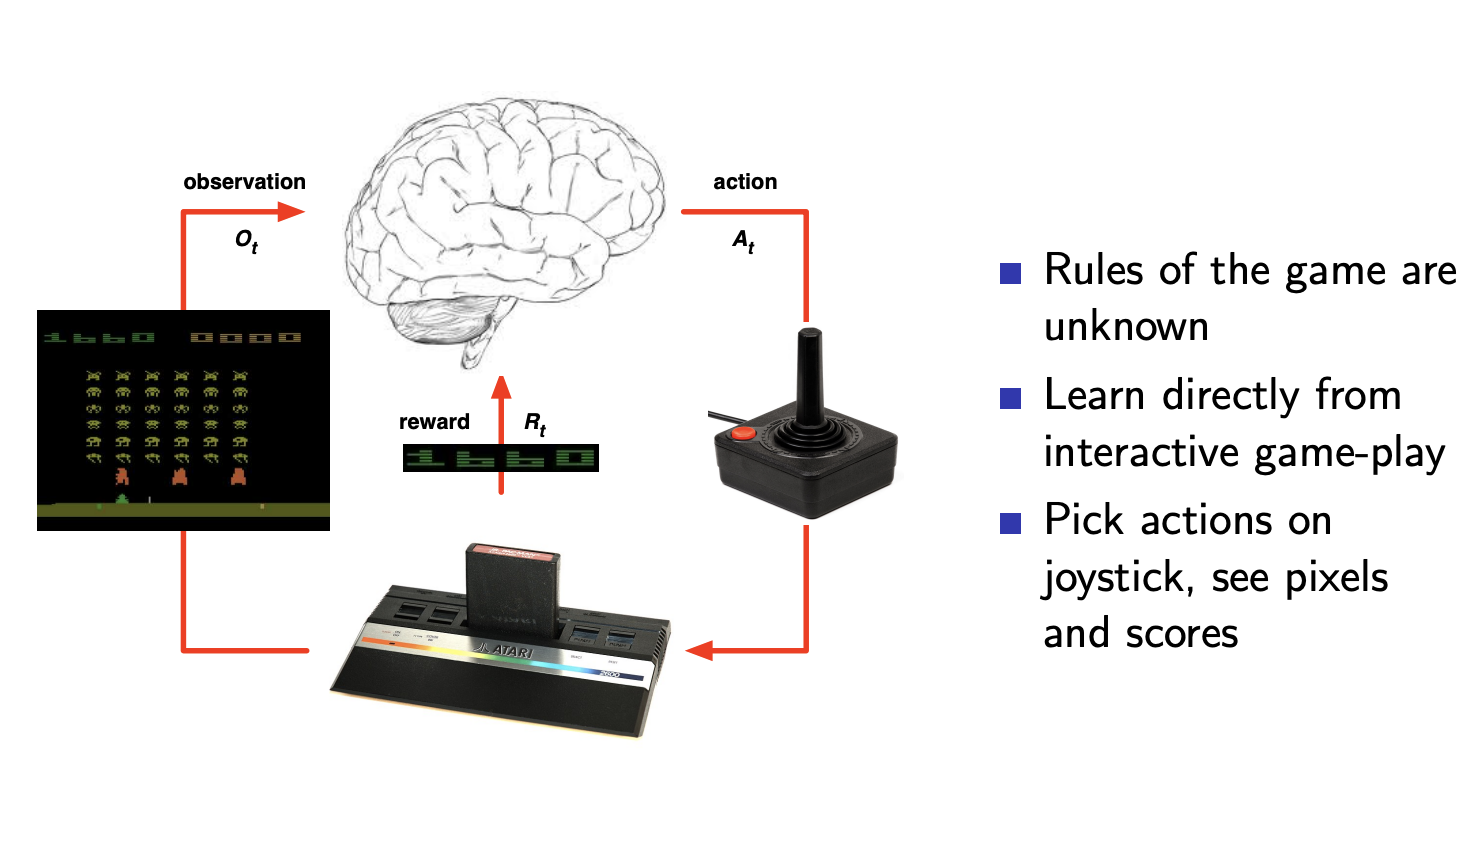 observation
O_t
action
A_t
1660 0000
reward R_t
1660
ATARI
2600
Rules of the game are
unknown
Learn directly from
interactive game-play
Pick actions on
joystick, see pixels
and scores